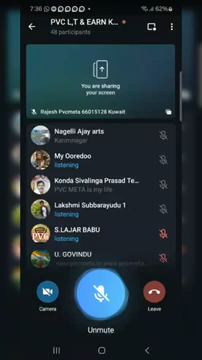 7:36
62%
PVC L,T & EARN K...
48 participants
You are sharing
your screen
Rajesh Pvcmeta 66015128 Kuwait
Nagelli Ajay arts
Karimnagar
My Ooredoo
listening
Konda Sivalinga Prasad Te...
PVC META is my life
Lakshmi Subbarayudu 1
listening
S.LAJAR BABU
listening
U. GOVINDU
Camera
Leave
Unmute